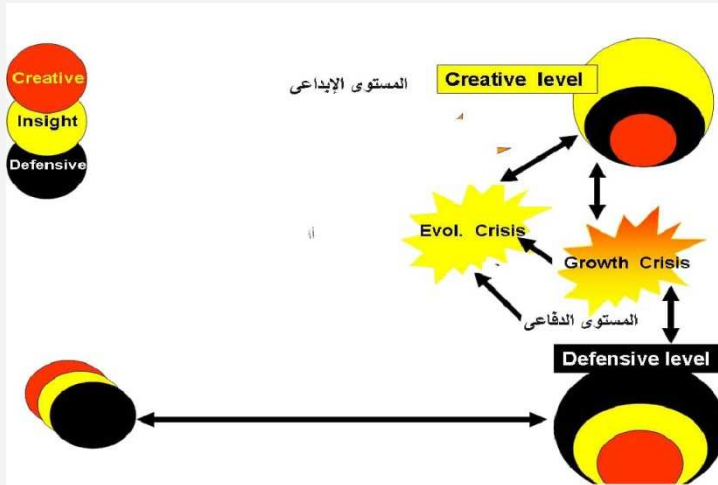 Creative
Insight
Defensive
المستوى الإبداعى
Creative level
Evol. Crisis
Growth Crisis
المستوى الدفاعى
Defensive level